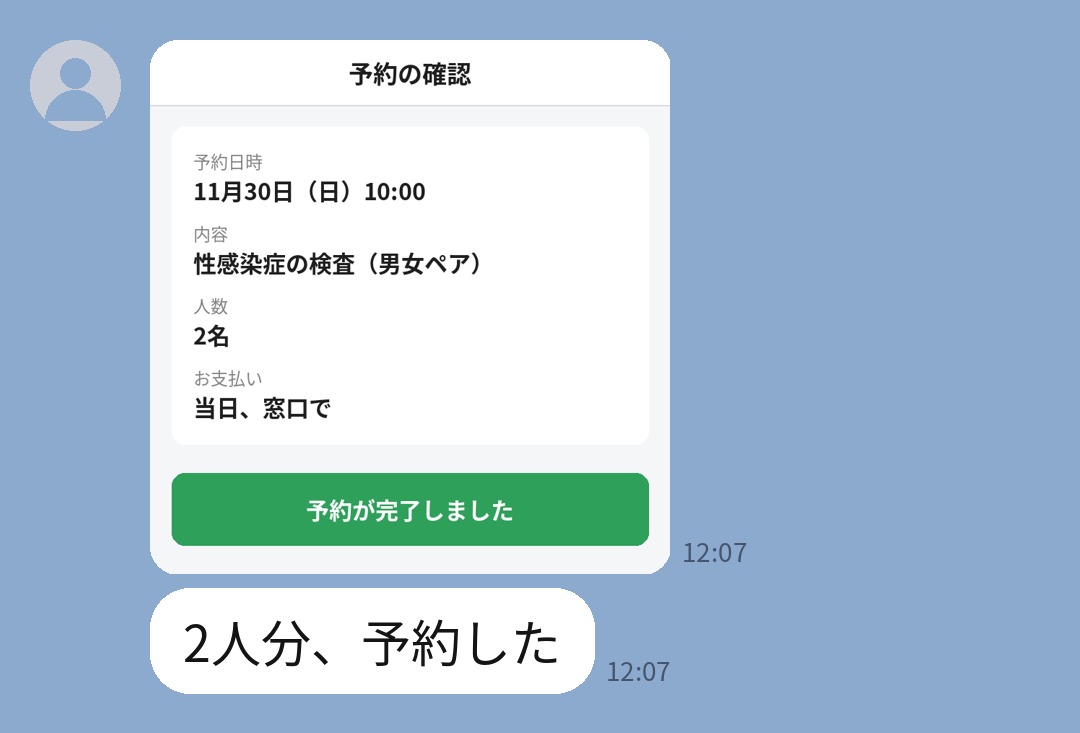 予約の確認
予約日時
11月30日（日）10:00
内容
性感染症の検査（男女ペア）
人数
2名
お支払い
当日、窓口で
予約が完了しました
12:07
2人分、予約した
12:07